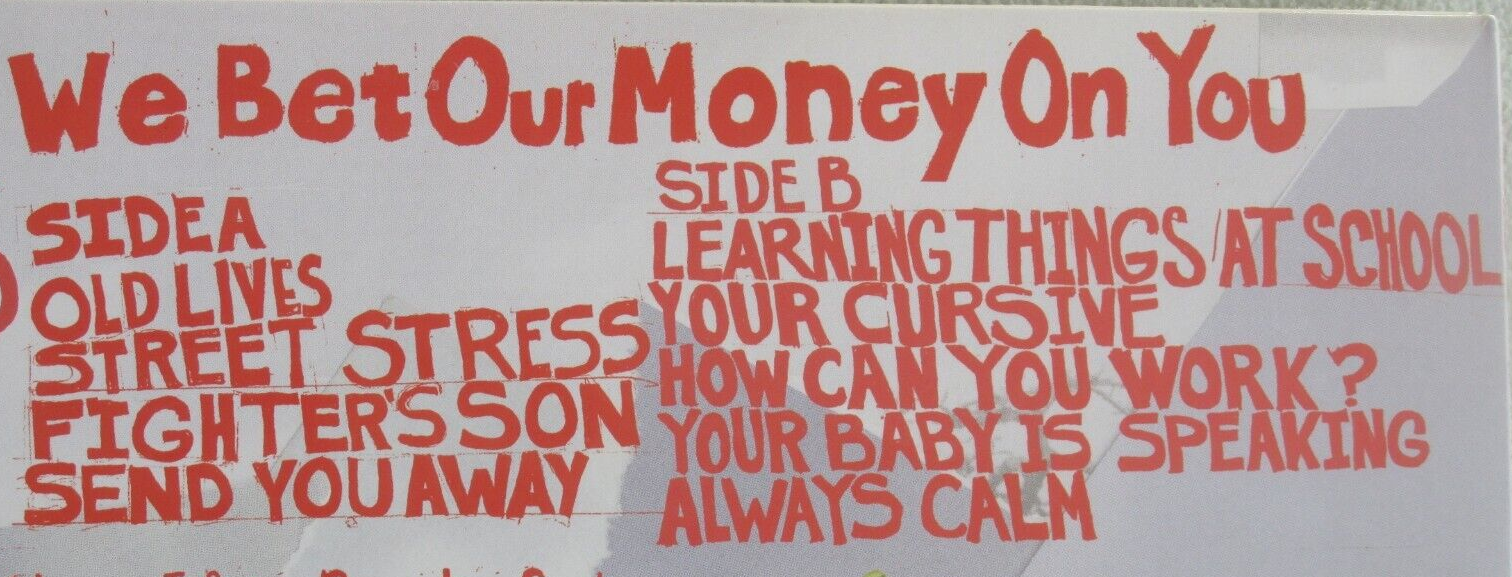 We Bet Our Money On You
SIDE A
OLD LIVES
STREET STRESS
FIGHTER'S SON
SEND YOU AWAY
SIDE B
LEARNING THINGS AT SCHOOL
YOUR CURSIVE
HOW CAN YOU WORK?
YOUR BABY IS SPEAKING
ALWAYS CALM